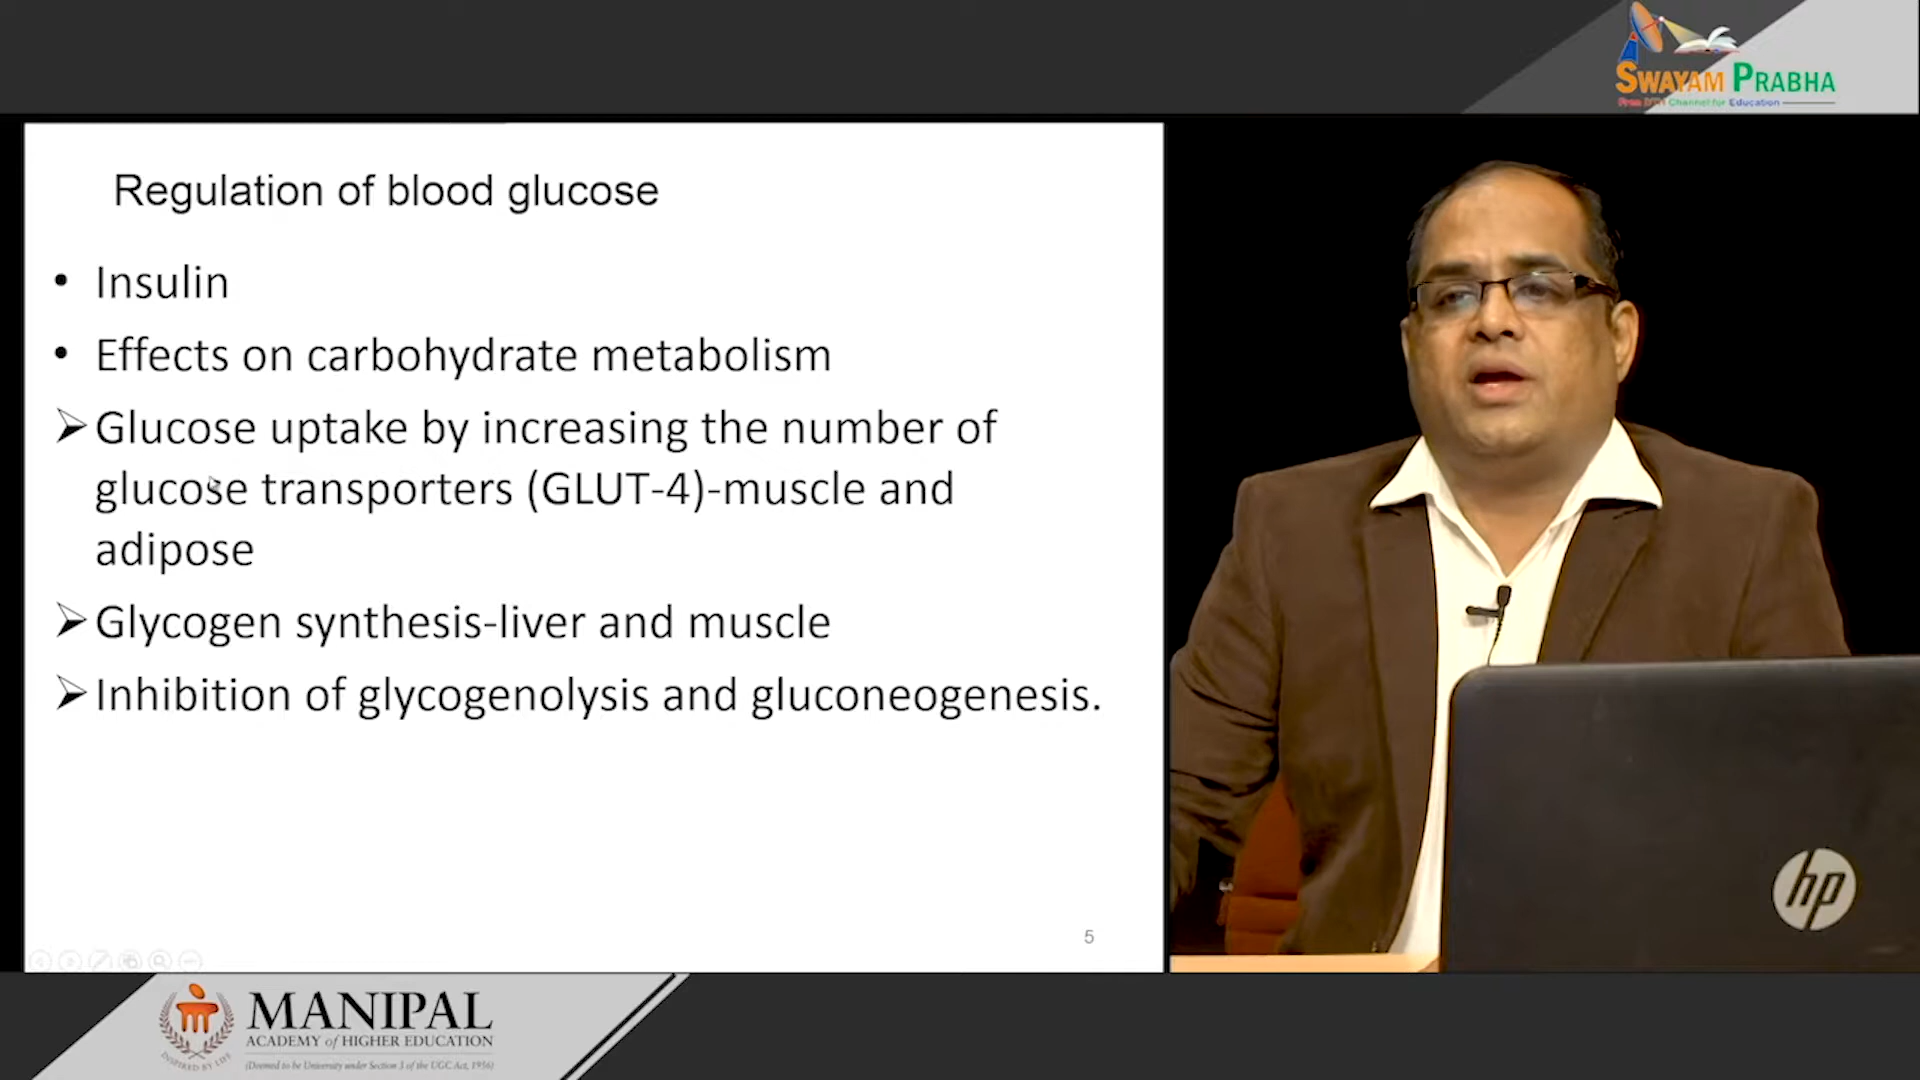 SWAYAM PRABHA
Free DTH Channel for Education
Regulation of blood glucose
• Insulin
• Effects on carbohydrate metabolism
➢ Glucose uptake by increasing the number of
glucose transporters (GLUT-4)-muscle and
adipose
➢ Glycogen synthesis-liver and muscle
➢ Inhibition of glycogenolysis and gluconeogenesis.
5
hp
MANIPAL
ACADEMY of HIGHER EDUCATION
(Deemed to be University under Section 3 of the UGC Act, 1956)
INSPIRED BY LIFE